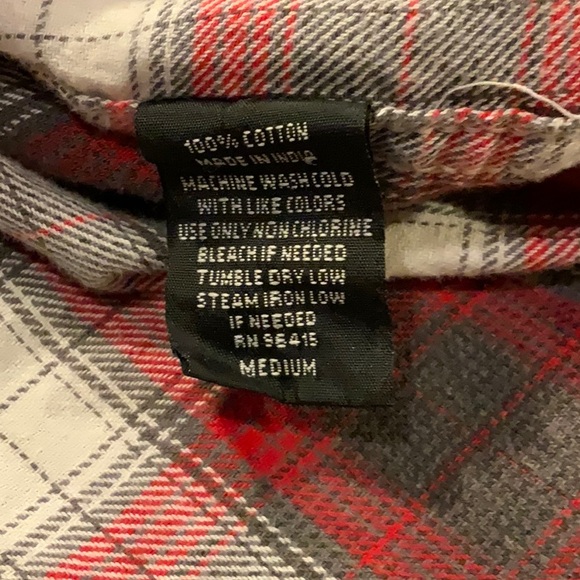 100% COTTON
MADE IN INDIA
MACHINE WASH COLD
WITH LIKE COLORS
USE ONLY NON CHLORINE
BLEACH IF NEEDED
TUMBLE DRY LOW
STEAM IRON LOW
IF NEEDED
RN 96415
MEDIUM